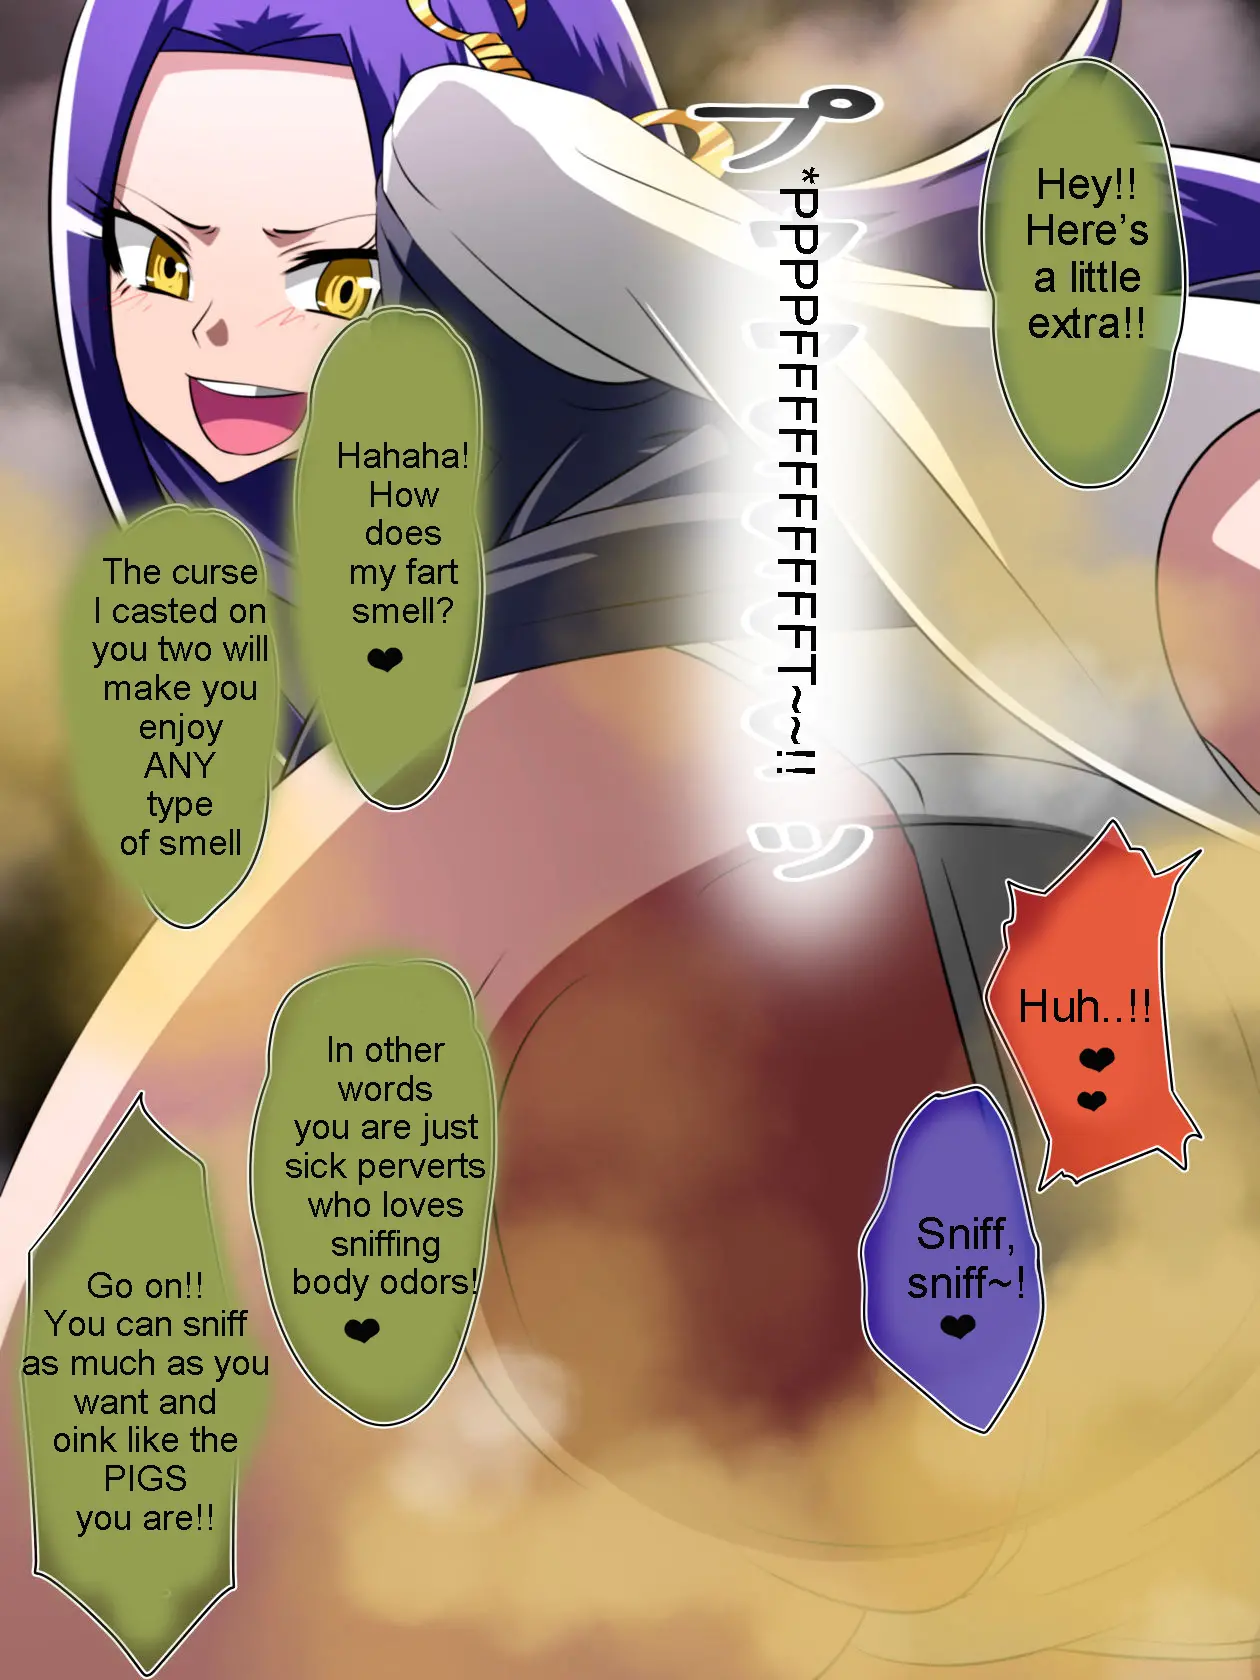 Hey!!
Here's
a little
extra!!
プ
*PPPPFFFFFFFFFFT~~!!
ッ
Hahaha!
How
does
my fart
smell?
❤
The curse
I casted on
you two will
make you
enjoy
ANY
type
of smell
Huh..!!
❤
❤
Sniff,
sniff~!
❤
In other
words
you are just
sick perverts
who loves
sniffing
body odors!
❤
Go on!!
You can sniff
as much as you
want and
oink like the
PIGS
you are!!